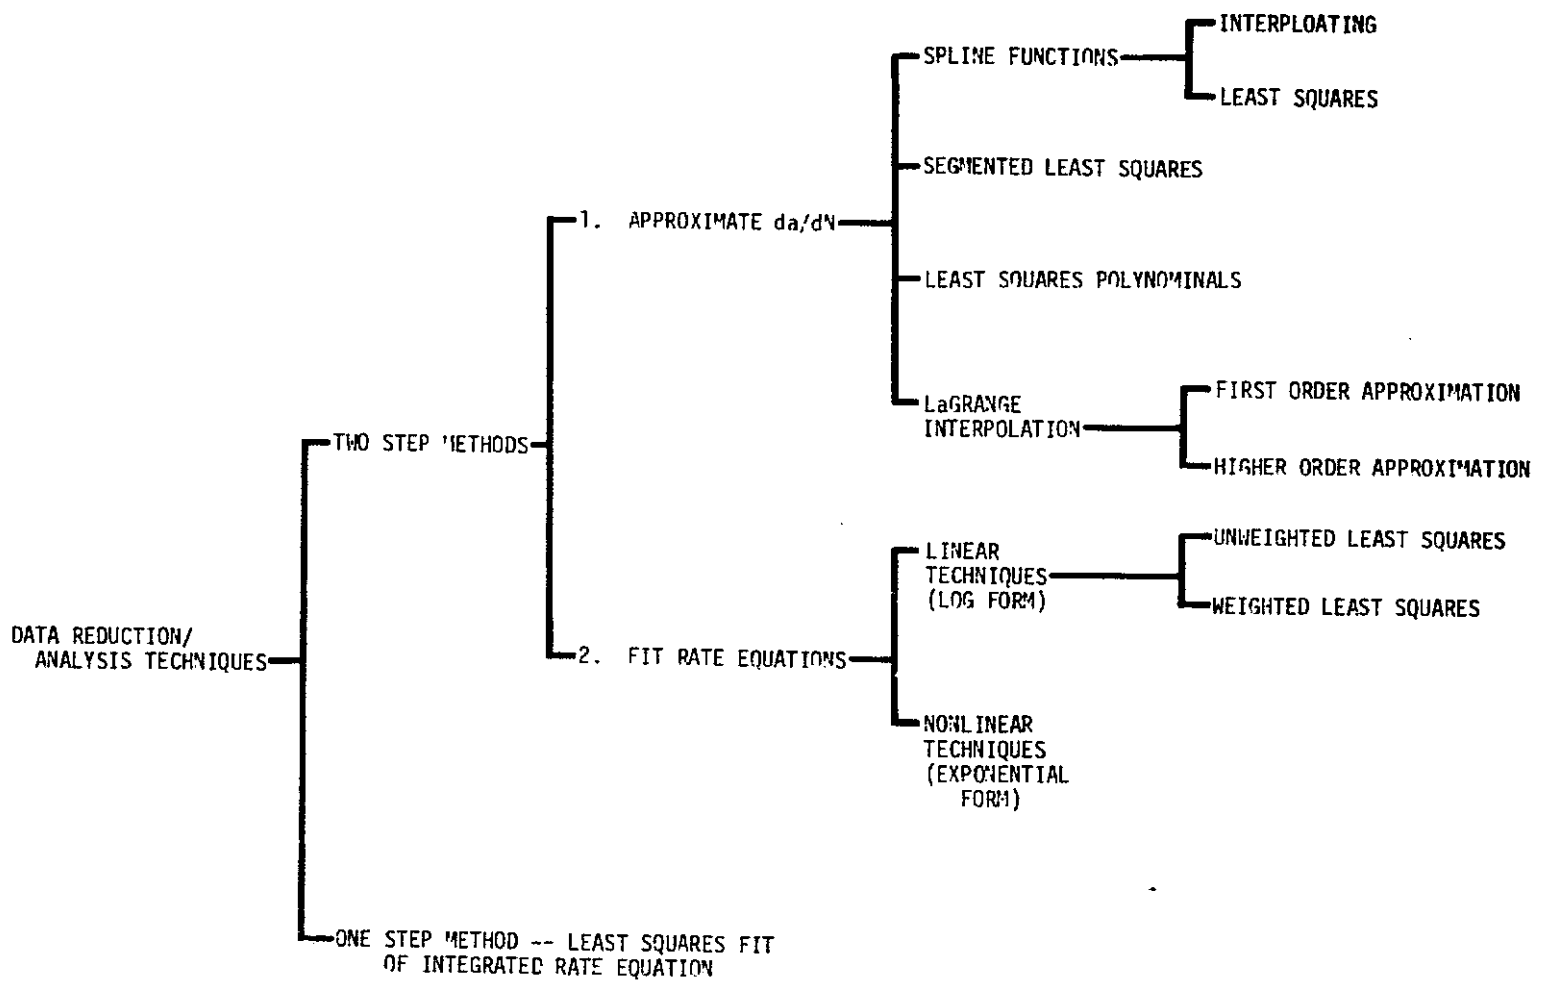 INTERPLOATING
SPLINE FUNCTIONS
LEAST SQUARES
SEGMENTED LEAST SQUARES
1. APPROXIMATE da/dN
LEAST SQUARES POLYNOMINALS
FIRST ORDER APPROXIMATION
LaGRANGE
INTERPOLATION
TWO STEP METHODS
HIGHER ORDER APPROXIMATION
UNWEIGHTED LEAST SQUARES
LINEAR
TECHNIQUES
(LOG FORM)
WEIGHTED LEAST SQUARES
DATA REDUCTION/
ANALYSIS TECHNIQUES
2. FIT RATE EQUATIONS
NONLINEAR
TECHNIQUES
(EXPONENTIAL
FORM)
ONE STEP METHOD -- LEAST SQUARES FIT
OF INTEGRATED RATE EQUATION